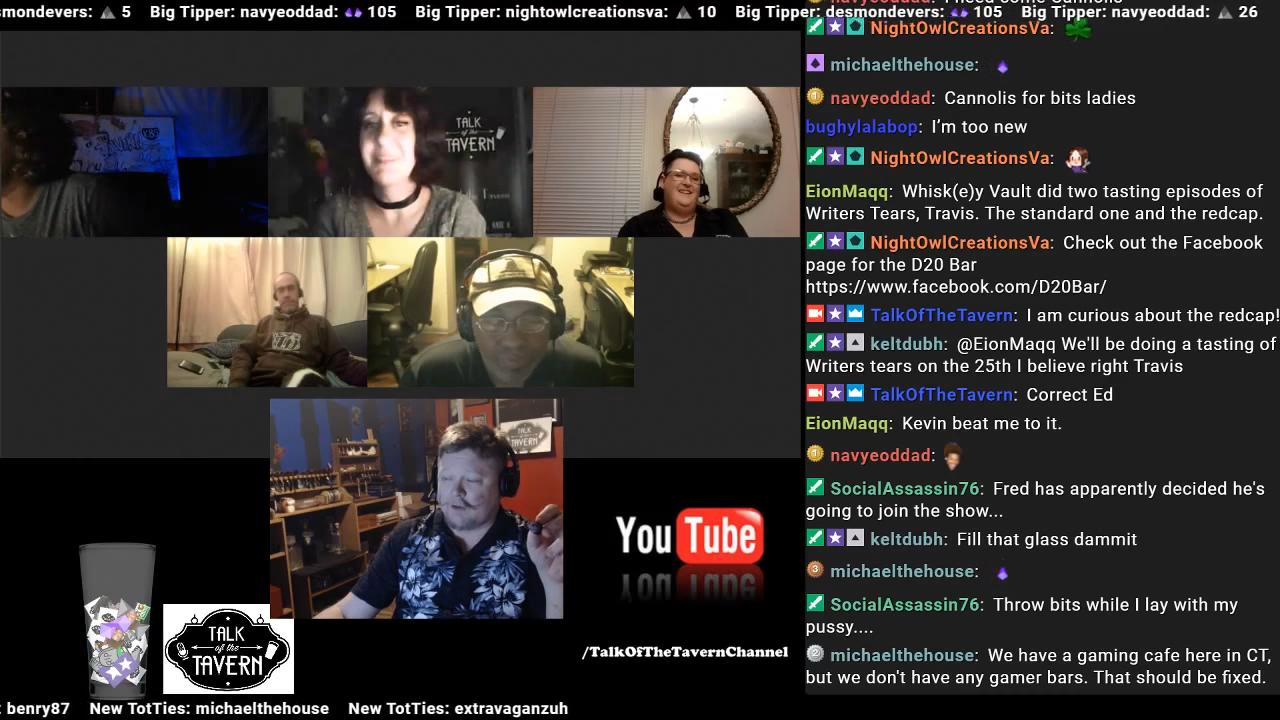 smondevers: 5 Big Tipper: navyeoddad: 105 Big Tipper: nightowlcreationsva: 10 Big Tipper: desmondevers: 105 Big Tipper: navyeoddad: 26
NightOwlCreationsVa:
michaelthehouse:
navyeoddad: Cannolis for bits ladies
bughylalabop: I'm too new
NightOwlCreationsVa:
EionMaqq: Whisk(e)y Vault did two tasting episodes of
Writers Tears, Travis. The standard one and the redcap.
NightOwlCreationsVa: Check out the Facebook
page for the D20 Bar
https://www.facebook.com/D20Bar/
TalkOfTheTavern: I am curious about the redcap!
keltdubh: @EionMaqq We'll be doing a tasting of
Writers tears on the 25th I believe right Travis
TalkOfTheTavern: Correct Ed
EionMaqq: Kevin beat me to it.
navyeoddad:
SocialAssassin76: Fred has apparently decided he's
going to join the show...
keltdubh: Fill that glass dammit
michaelthehouse:
SocialAssassin76: Throw bits while I lay with my
pussy....
michaelthehouse: We have a gaming cafe here in CT,
but we don't have any gamer bars. That should be fixed.
TALK
of the
TAVERN
TALK
of the
TAVERN
YouTube
/TalkOfTheTavernChannel
TALK
of the
TAVERN
: benry87 New TotTies: michaelthehouse New TotTies: extravaganzuh